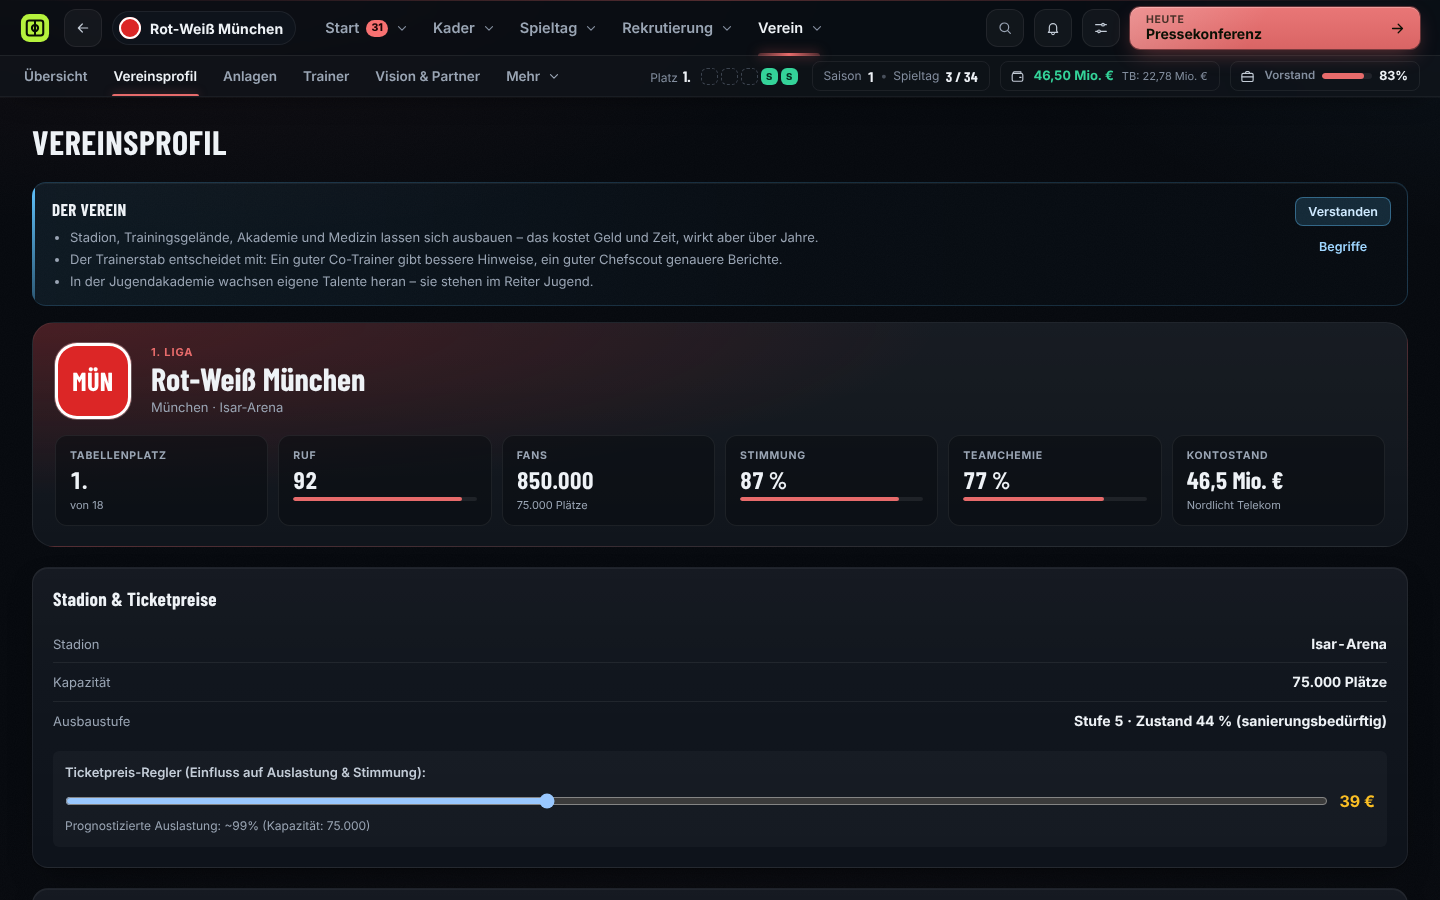 Rot-Weiß München
Start 31
Kader
Spieltag
Rekrutierung
Verein
HEUTE
Pressekonferenz
Übersicht
Vereinsprofil
Anlagen
Trainer
Vision & Partner
Mehr
Platz 1.
S S
Saison 1 • Spieltag 3 / 34
46,50 Mio. € TB: 22,78 Mio. €
Vorstand 83%
VEREINSPROFIL
DER VEREIN
• Stadion, Trainingsgelände, Akademie und Medizin lassen sich ausbauen – das kostet Geld und Zeit, wirkt aber über Jahre.
• Der Trainerstab entscheidet mit: Ein guter Co-Trainer gibt bessere Hinweise, ein guter Chefscout genauere Berichte.
• In der Jugendakademie wachsen eigene Talente heran – sie stehen im Reiter Jugend.
Verstanden
Begriffe
MÜN
1. LIGA
Rot-Weiß München
München · Isar-Arena
TABELLENPLATZ
1.
von 18
RUF
92
FANS
850.000
75.000 Plätze
STIMMUNG
87 %
TEAMCHEMIE
77 %
KONTOSTAND
46,5 Mio. €
Nordlicht Telekom
Stadion & Ticketpreise
Stadion Isar-Arena
Kapazität 75.000 Plätze
Ausbaustufe Stufe 5 · Zustand 44 % (sanierungsbedürftig)
Ticketpreis-Regler (Einfluss auf Auslastung & Stimmung):
39 €
Prognostizierte Auslastung: ~99% (Kapazität: 75.000)